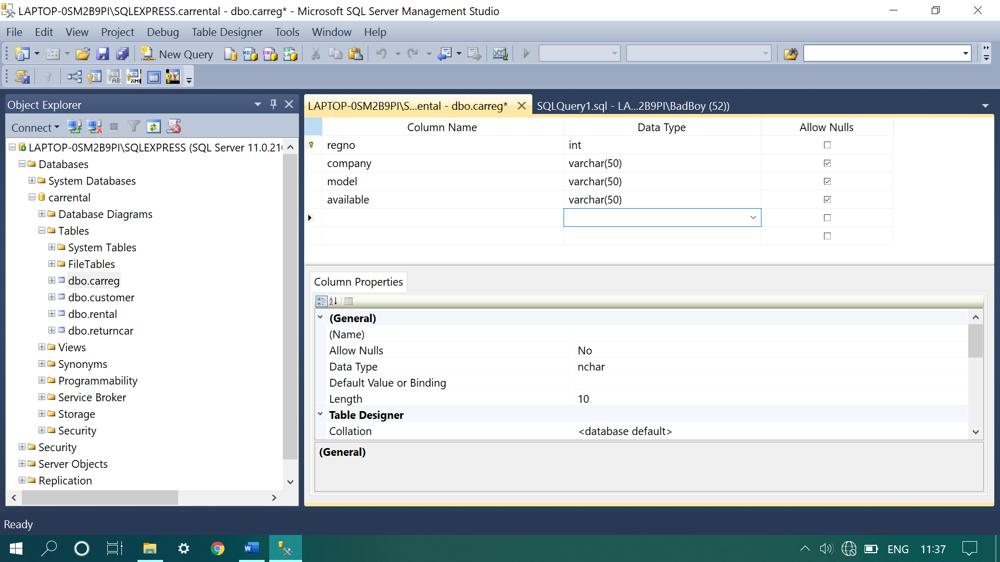 LAPTOP-0SM2B9PI\SQLEXPRESS.carrental - dbo.carreg* - Microsoft SQL Server Management Studio
File Edit View Project Debug Table Designer Tools Window Help
New Query
Object Explorer
Connect
LAPTOP-0SM2B9PI\SQLEXPRESS (SQL Server 11.0.21
Databases
System Databases
carrental
Database Diagrams
Tables
System Tables
FileTables
dbo.carreg
dbo.customer
dbo.rental
dbo.returncar
Views
Synonyms
Programmability
Service Broker
Storage
Security
Security
Server Objects
Replication
LAPTOP-0SM2B9PI\S...ental - dbo.carreg* SQLQuery1.sql - LA...2B9PI\BadBoy (52))
Column Name Data Type Allow Nulls
regno int
company varchar(50)
model varchar(50)
available varchar(50)
Column Properties
(General)
(Name)
Allow Nulls No
Data Type nchar
Default Value or Binding
Length 10
Table Designer
Collation <database default>
(General)
Ready
ENG 11:37